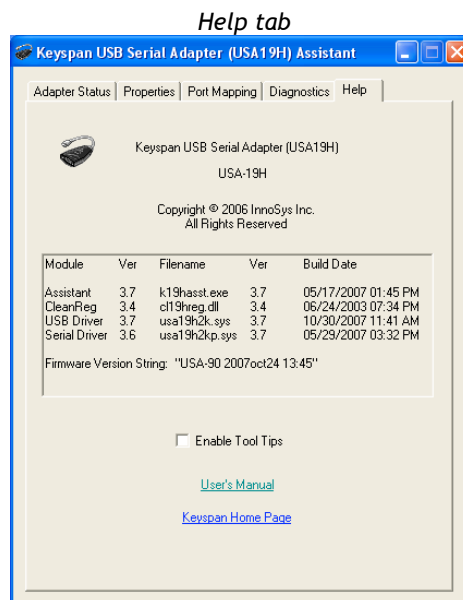 Help tab
Keyspan USB Serial Adapter (USA19H) Assistant
Adapter Status Properties Port Mapping Diagnostics Help
Keyspan USB Serial Adapter (USA19H)
USA-19H
Copyright © 2006 InnoSys Inc.
All Rights Reserved
Module Ver Filename Ver Build Date
Assistant 3.7 k19hasst.exe 3.7 05/17/2007 01:45 PM
CleanReg 3.4 cl19hreg.dll 3.4 06/24/2003 07:34 PM
USB Driver 3.7 usa19h2k.sys 3.7 10/30/2007 11:41 AM
Serial Driver 3.6 usa19h2kp.sys 3.7 05/29/2007 03:32 PM
Firmware Version String: "USA-90 2007oct24 13:45"
Enable Tool Tips
User's Manual
Keyspan Home Page